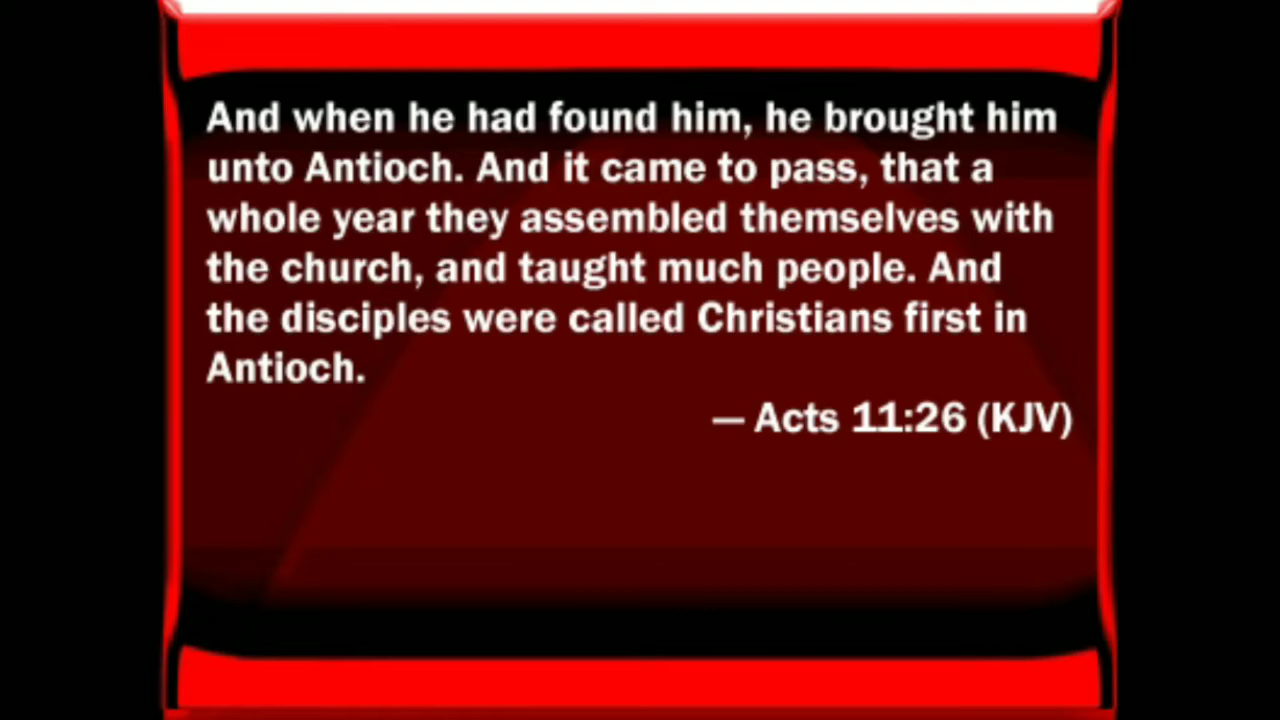 And when he had found him, he brought him
unto Antioch. And it came to pass, that a
whole year they assembled themselves with
the church, and taught much people. And
the disciples were called Christians first in
Antioch.
— Acts 11:26 (KJV)